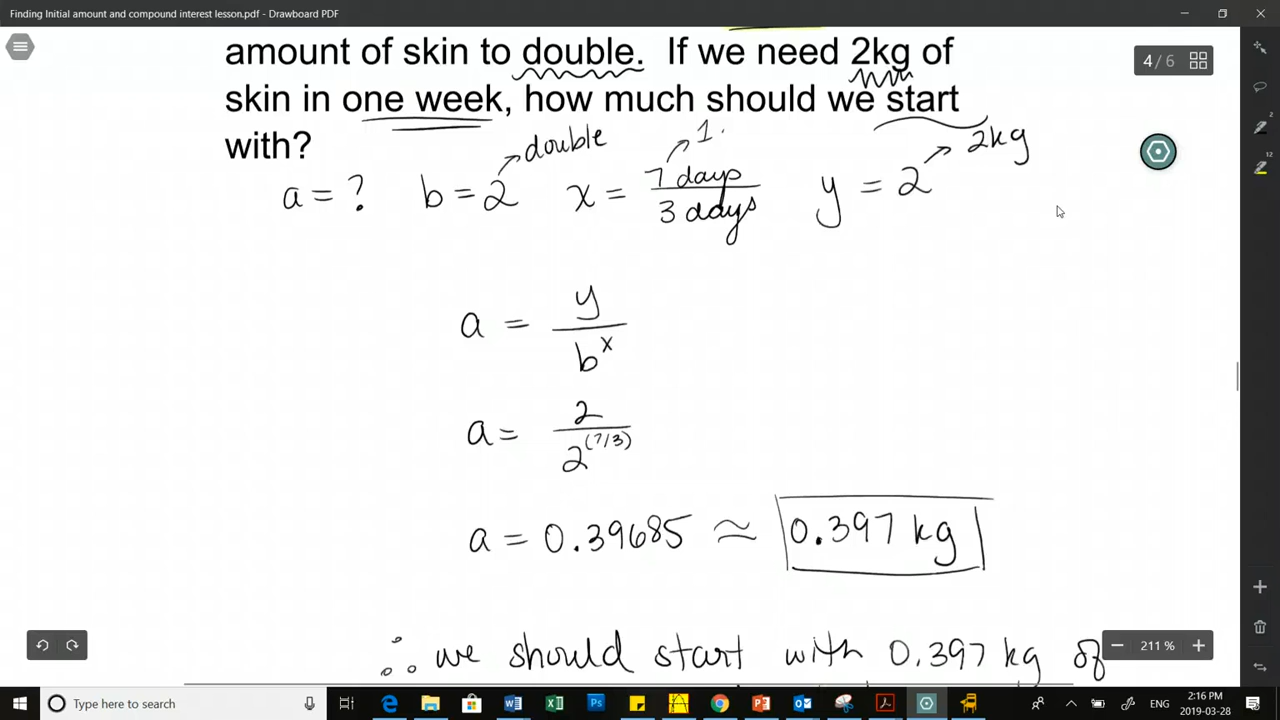 Finding Initial amount and compound interest lesson.pdf - Drawboard PDF
amount of skin to double. If we need 2kg of
4 / 6
skin in one week, how much should we start
with?
double
1.
2kg
a = ? b = 2 x = 7 days / 3 days y = 2
a = y / b^x
a = 2 / 2^(7/3)
a = 0.39685 ≈ 0.397 kg
∴ we should start with 0.397 kg of
211 %
Type here to search
ENG
2:16 PM
2019-03-28